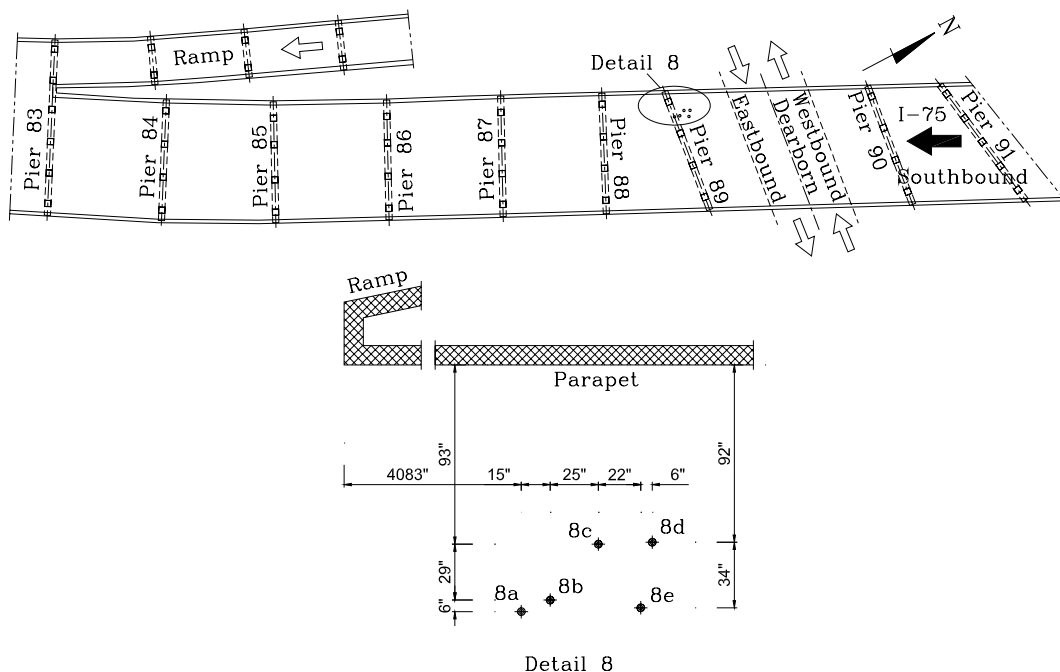 Ramp
Detail 8
N
I-75
Southbound
Pier 83
Pier 84
Pier 85
Pier 86
Pier 87
Pier 88
Pier 89
Eastbound
Dearborn
Westbound
Pier 90
Pier 91
Ramp
Parapet
93"
92"
4083"
15"
25"
22"
6"
8c
8d
29"
34"
8a
8b
8e
6"
Detail 8